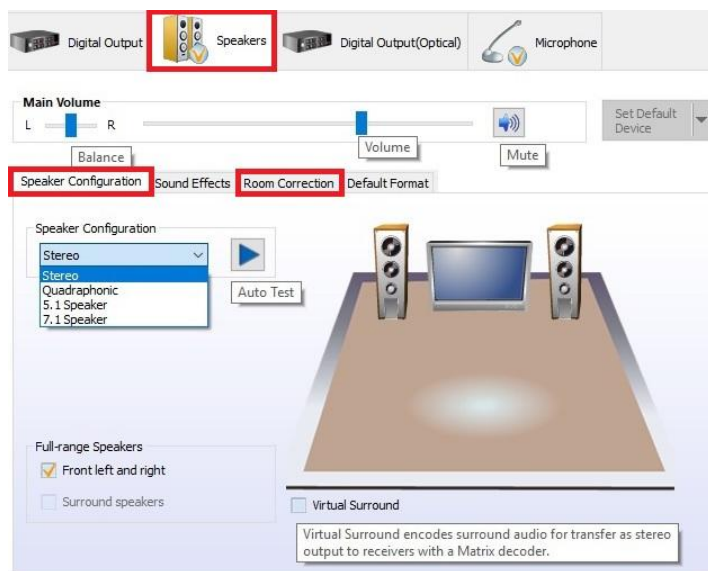 Digital Output
Speakers
Digital Output(Optical)
Microphone
Main Volume
L
R
Balance
Volume
Mute
Set Default
Device
Speaker Configuration
Sound Effects
Room Correction
Default Format
Speaker Configuration
Stereo
Stereo
Quadraphonic
5.1 Speaker
7.1 Speaker
Auto Test
Full-range Speakers
Front left and right
Surround speakers
Virtual Surround
Virtual Surround encodes surround audio for transfer as stereo
output to receivers with a Matrix decoder.